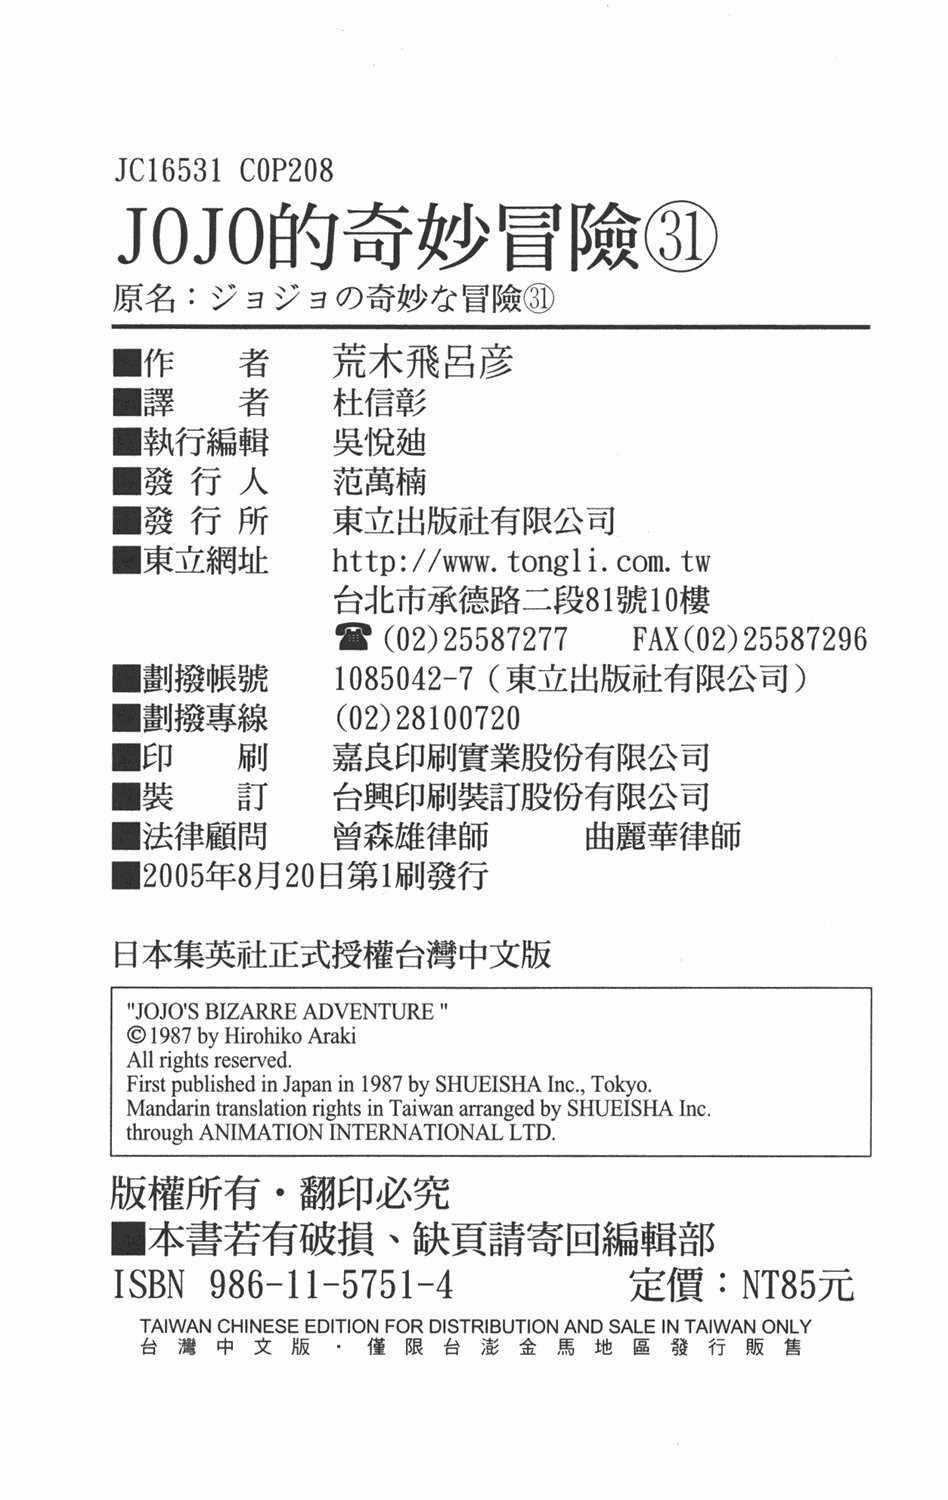 JC16531 C0P208
JOJO的奇妙冒險㉛
原名：ジョジョの奇妙な冒險㉛
■作　　者　　荒木飛呂彦
■譯　　者　　杜信彰
■執行編輯　　吳悅廸
■發 行 人　　范萬楠
■發 行 所　　東立出版社有限公司
■東立網址　　http://www.tongli.com.tw
台北市承德路二段81號10樓
☎(02)25587277　　FAX(02)25587296
■劃撥帳號　　1085042-7（東立出版社有限公司）
■劃撥專線　　(02)28100720
■印　　刷　　嘉良印刷實業股份有限公司
■裝　　訂　　台興印刷裝訂股份有限公司
■法律顧問　　曾森雄律師　　　曲麗華律師
■2005年8月20日第1刷發行
日本集英社正式授權台灣中文版
"JOJO'S BIZARRE ADVENTURE "
©1987 by Hirohiko Araki
All rights reserved.
First published in Japan in 1987 by SHUEISHA Inc., Tokyo.
Mandarin translation rights in Taiwan arranged by SHUEISHA Inc.
through ANIMATION INTERNATIONAL LTD.
版權所有・翻印必究
■本書若有破損、缺頁請寄回編輯部
ISBN 986-11-5751-4　　　定價：NT85元
TAIWAN CHINESE EDITION FOR DISTRIBUTION AND SALE IN TAIWAN ONLY
台灣中文版・僅限台澎金馬地區發行販售